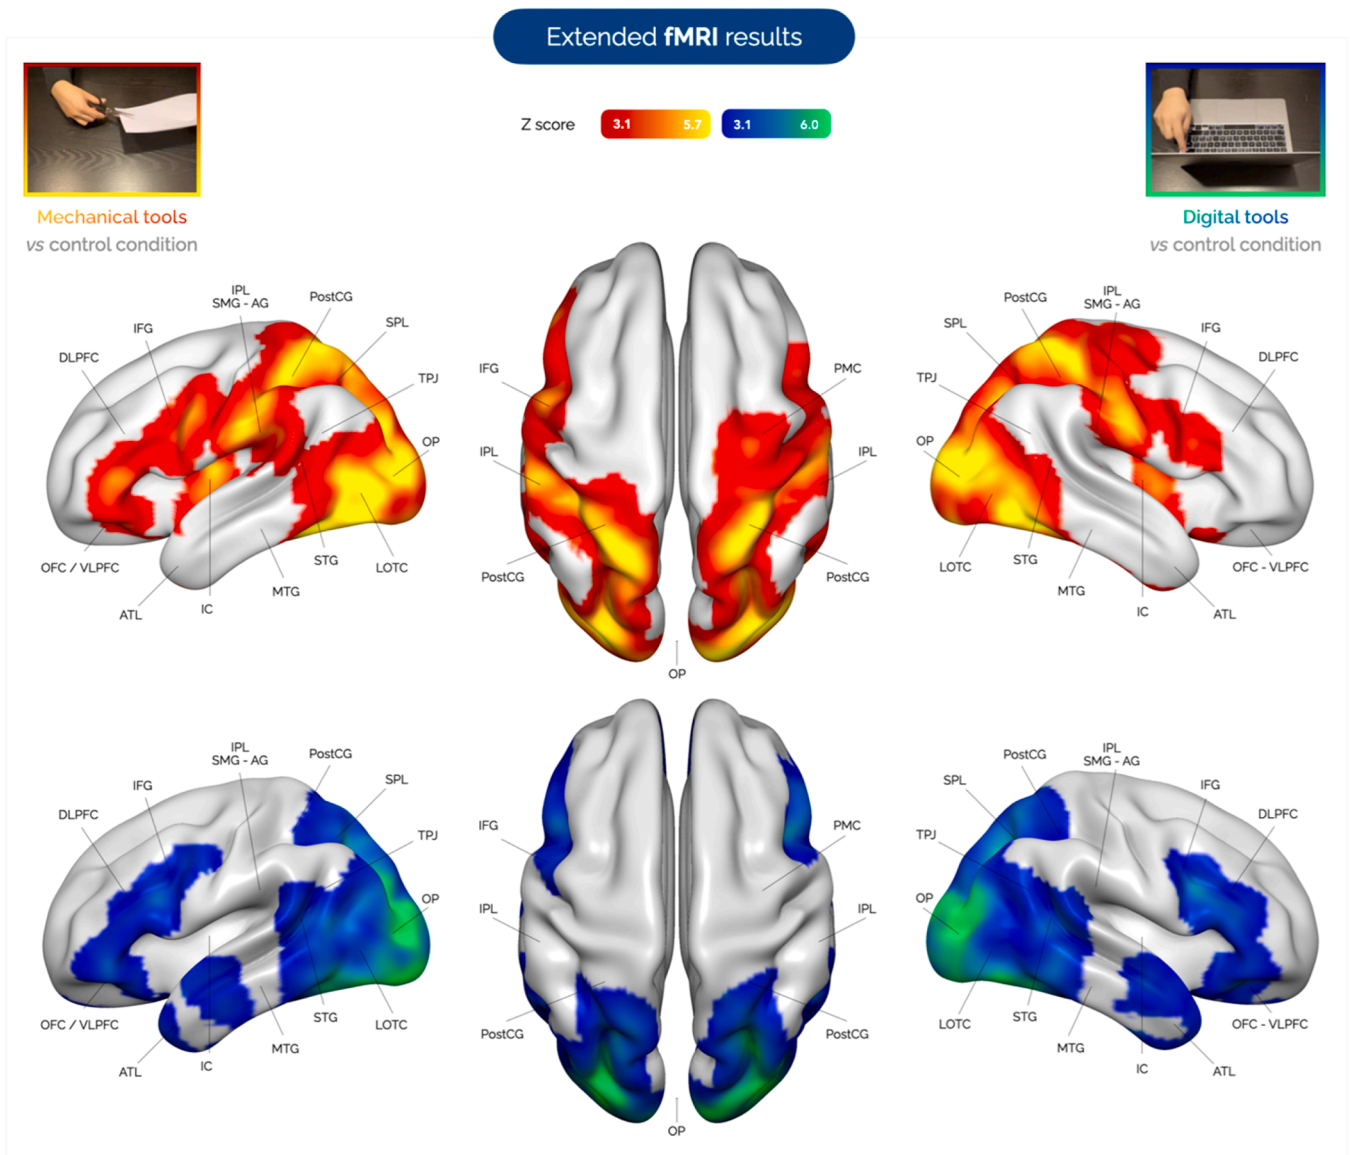 Extended fMRI results
Z score 3.1 5.7 3.1 6.0
Mechanical tools
vs control condition
Digital tools
vs control condition
IPL
SMG - AG
PostCG
IFG
SPL
DLPFC
TPJ
OP
OFC / VLPFC
ATL
IC
MTG
STG
LOTC
IFG
PMC
IPL
IPL
PostCG
PostCG
OP
IPL
SMG - AG
PostCG
SPL
IFG
DLPFC
TPJ
OP
LOTC
STG
MTG
IC
ATL
OFC - VLPFC
IPL
SMG - AG
PostCG
IFG
SPL
DLPFC
TPJ
OP
OFC / VLPFC
ATL
IC
MTG
STG
LOTC
IFG
PMC
IPL
IPL
PostCG
PostCG
OP
IPL
SMG - AG
PostCG
SPL
IFG
DLPFC
TPJ
OP
LOTC
STG
MTG
IC
ATL
OFC - VLPFC